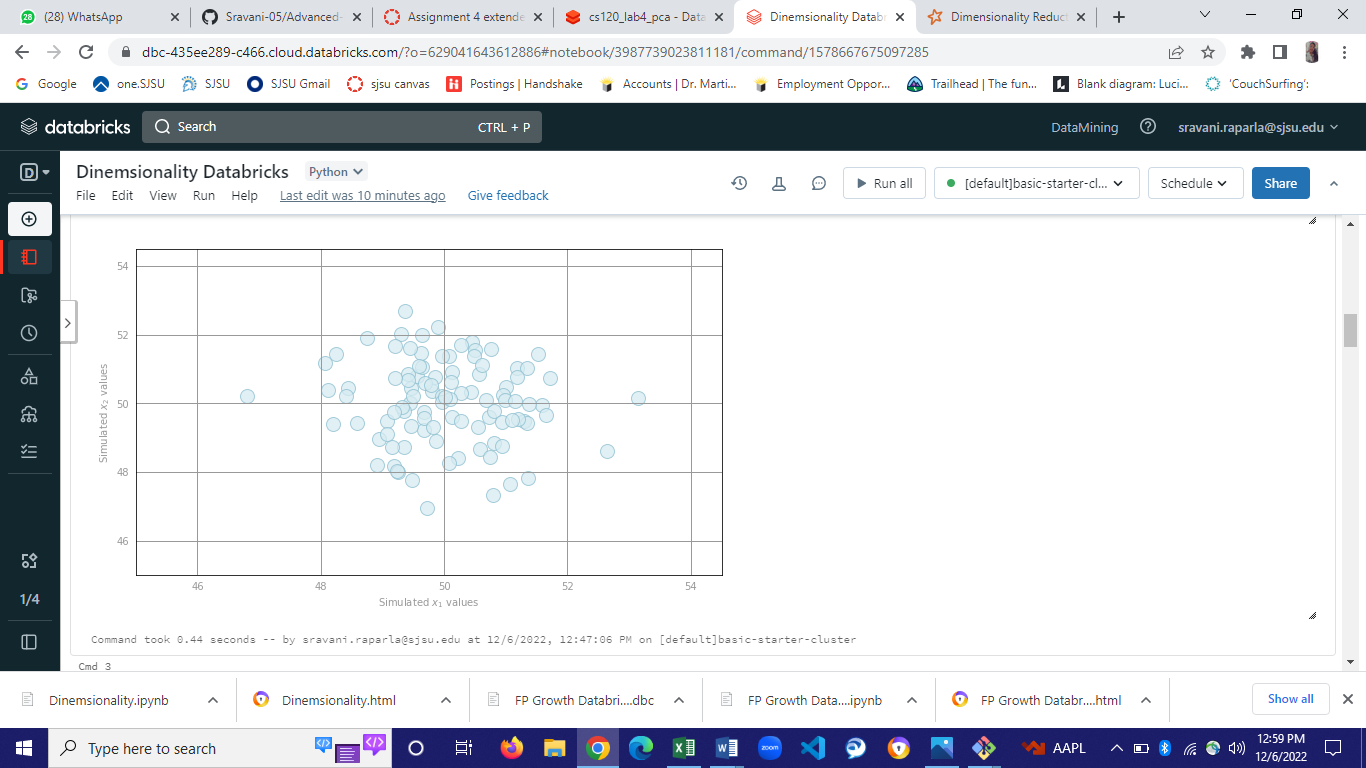 28 (28) WhatsApp
Sravani-05/Advanced-
Assignment 4 extende
cs120_lab4_pca - Data
Dinemsionality Datab
Dimensionality Reduct
dbc-435ee289-c466.cloud.databricks.com/?o=629041643612886#notebook/3987739023811181/command/1578667675097285
Google one.SJSU SJSU SJSU Gmail sjsu canvas Postings | Handshake Accounts | Dr. Marti... Employment Oppor... Trailhead | The fun... Blank diagram: Luci... 'CouchSurfing':
databricks Search CTRL + P DataMining ? sravani.raparla@sjsu.edu
D Dinemsionality Databricks Python
Run all [default]basic-starter-cl... Schedule Share
File Edit View Run Help Last edit was 10 minutes ago Give feedback
54
52
50
48
46
Simulated x₂ values
46 48 50 52 54
Simulated x₁ values
1/4
Command took 0.44 seconds -- by sravani.raparla@sjsu.edu at 12/6/2022, 12:47:06 PM on [default]basic-starter-cluster
Cmd 3
Dinemsionality.ipynb Dinemsionality.html FP Growth Databri....dbc FP Growth Data....ipynb FP Growth Databr....html Show all
Type here to search zoom AAPL 12:59 PM
12/6/2022